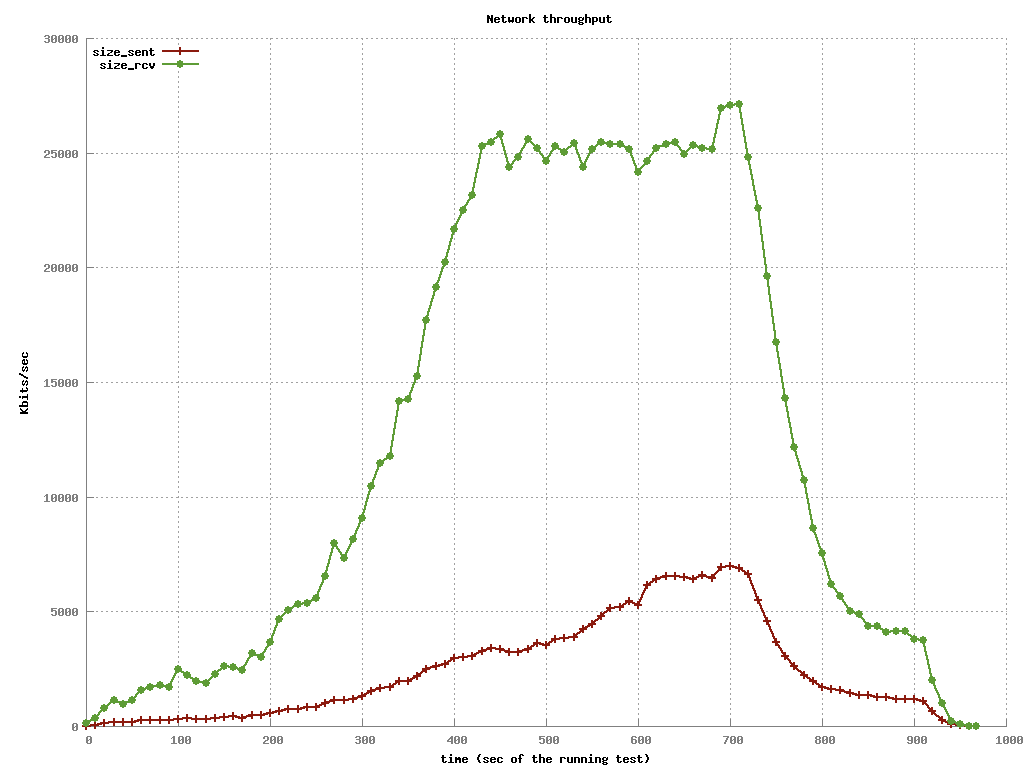 Network throughput
30000
size_sent
size_rcv
25000
20000
15000
10000
5000
0
Kbits/sec
0 100 200 300 400 500 600 700 800 900 1000
time (sec of the running test)